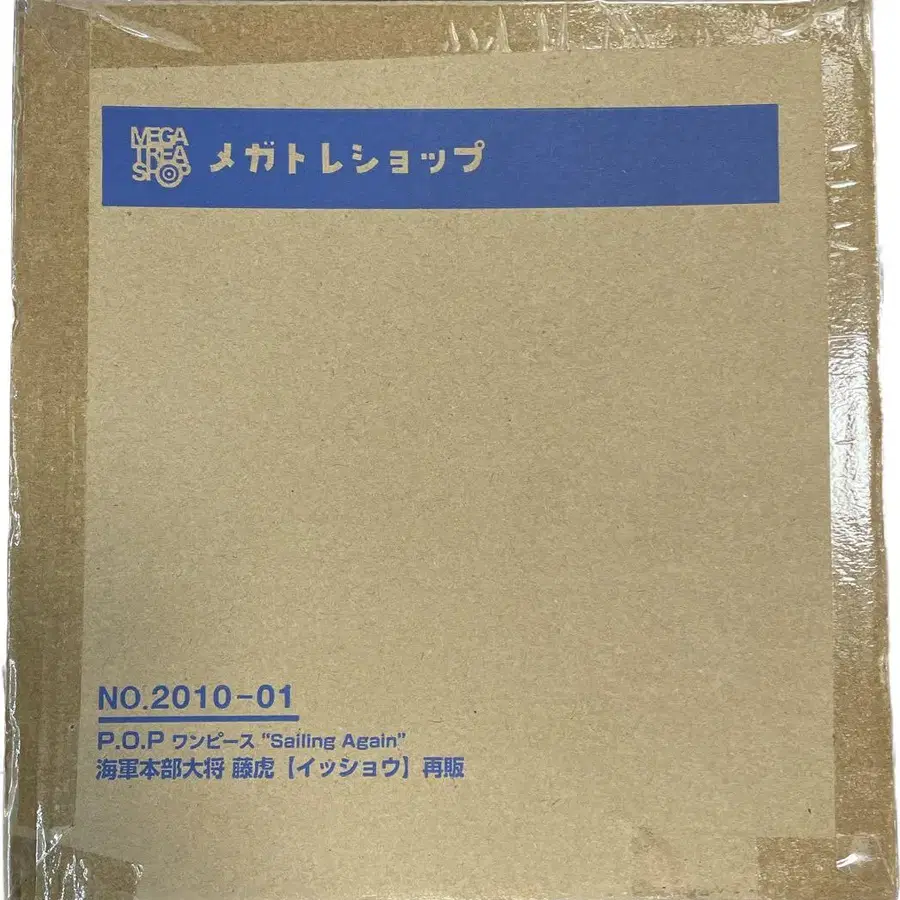 MEGA
TREA
SHOP
メガトレショップ
NO.2010-01
P.O.P ワンピース "Sailing Again"
海軍本部大将 藤虎【イッショウ】再販